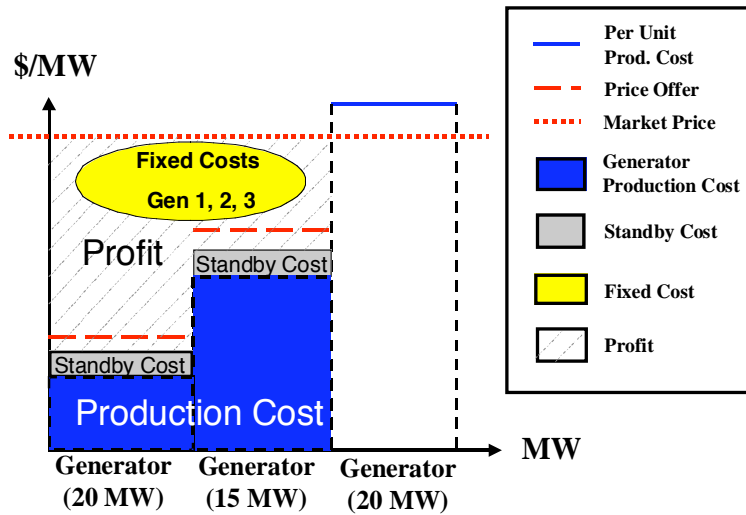 $/MW
Fixed Costs
Gen 1, 2, 3
Profit
Standby Cost
Standby Cost
Production Cost
MW
Generator
(20 MW)
Generator
(15 MW)
Generator
(20 MW)
Per Unit
Prod. Cost
Price Offer
Market Price
Generator
Production Cost
Standby Cost
Fixed Cost
Profit